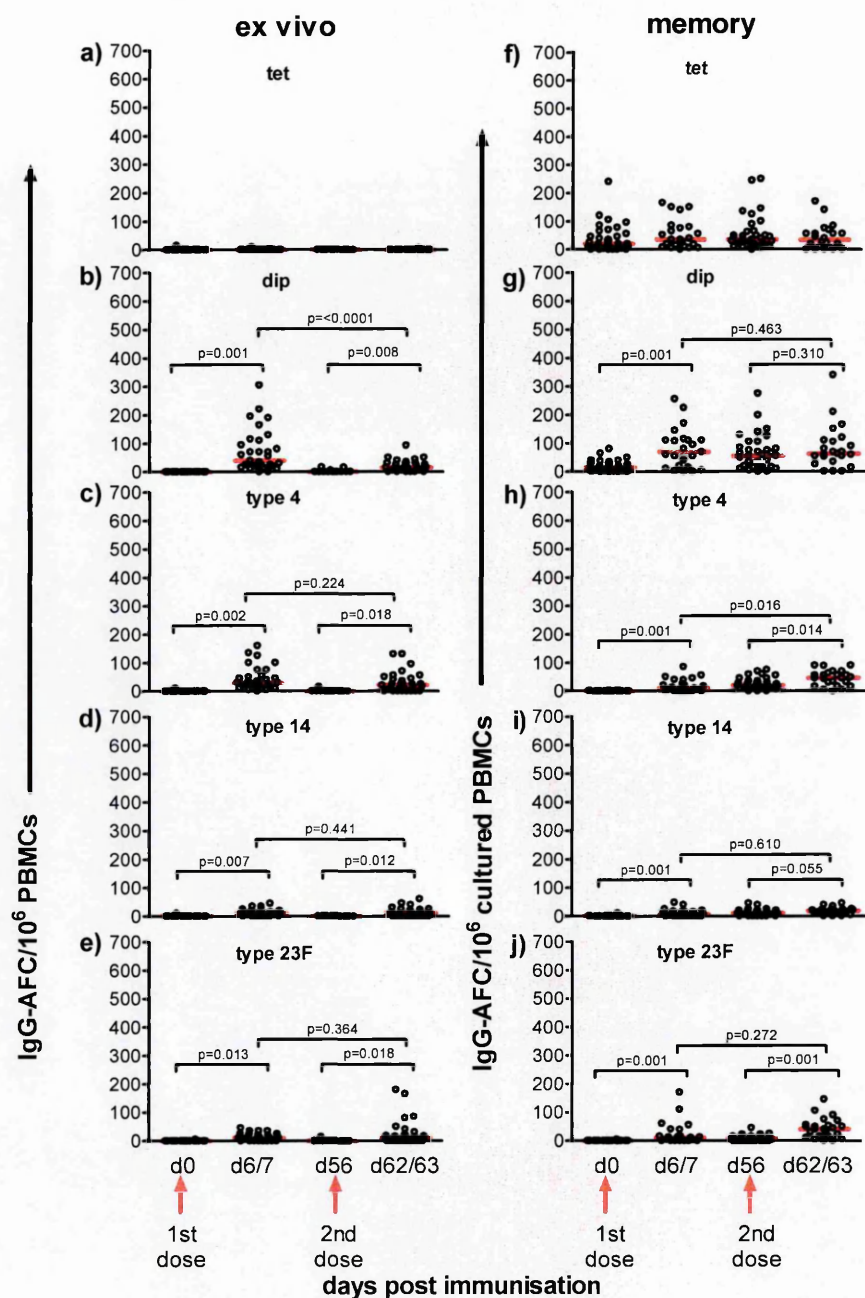 ex vivo
memory
a)
tet
700
600
500
400
300
200
100
0
f)
tet
700
600
500
400
300
200
100
0
b)
dip
700
600
500
400
300
200
100
0
p=<0.0001
p=0.001
p=0.008
g)
dip
700
600
500
400
300
200
100
0
p=0.463
p=0.001
p=0.310
c)
type 4
700
600
500
400
300
200
100
0
p=0.224
p=0.002
p=0.018
h)
type 4
700
600
500
400
300
200
100
0
p=0.016
p=0.001
p=0.014
d)
type 14
700
600
500
400
300
200
100
0
p=0.441
p=0.007
p=0.012
i)
type 14
700
600
500
400
300
200
100
0
p=0.610
p=0.001
p=0.055
e)
type 23F
700
600
500
400
300
200
100
0
p=0.364
p=0.013
p=0.018
j)
type 23F
700
600
500
400
300
200
100
0
p=0.272
p=0.001
p=0.001
IgG-AFC/10⁶ PBMCs
IgG-AFC/10⁶ cultured PBMCs
d0 d6/7 d56 d62/63
d0 d6/7 d56 d62/63
1st dose
2nd dose
1st dose
2nd dose
days post immunisation